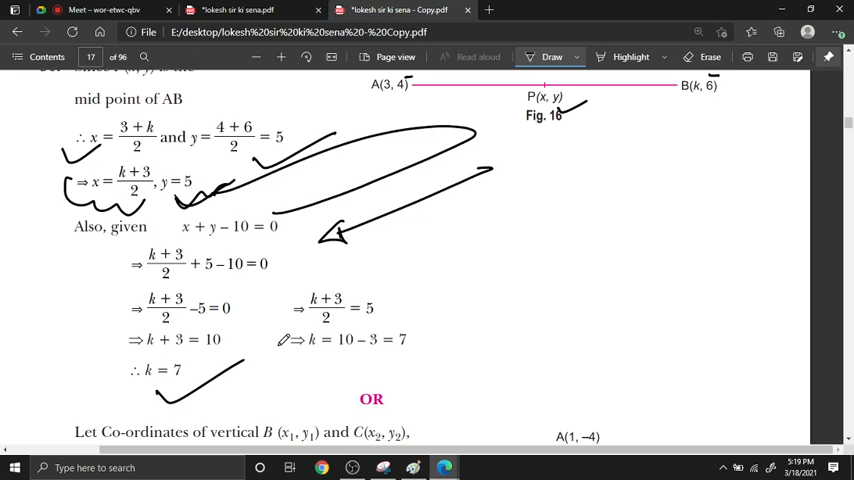 Meet – wor-etwc-qbv
*lokesh sir ki sena.pdf
*lokesh sir ki sena - Copy.pdf
File
E:/desktop/lokesh%20sir%20ki%20sena%20-%20Copy.pdf
Contents
17
of 96
Page view
Read aloud
Draw
Highlight
Erase
mid point of AB
A(3, 4)
B(k, 6)
P(x, y)
Fig. 16
∴ x = (3 + k)/2 and y = (4 + 6)/2 = 5
⇒ x = (k + 3)/2, y = 5
Also, given x + y – 10 = 0
⇒ (k + 3)/2 + 5 – 10 = 0
⇒ (k + 3)/2 – 5 = 0 ⇒ (k + 3)/2 = 5
⇒ k + 3 = 10 ⇒ k = 10 – 3 = 7
∴ k = 7
OR
Let Co-ordinates of vertical B (x₁, y₁) and C(x₂, y₂),
A(1, –4)
Type here to search
5:19 PM
3/18/2021